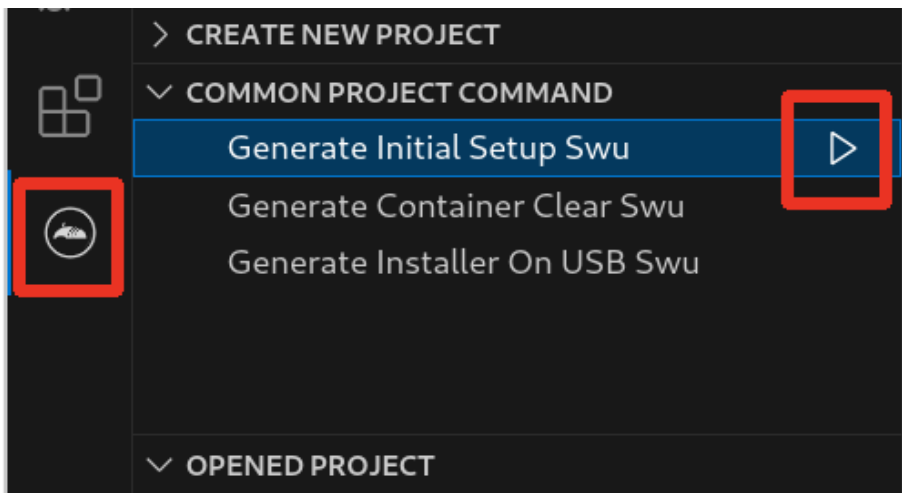 CREATE NEW PROJECT
COMMON PROJECT COMMAND
Generate Initial Setup Swu
Generate Container Clear Swu
Generate Installer On USB Swu
OPENED PROJECT